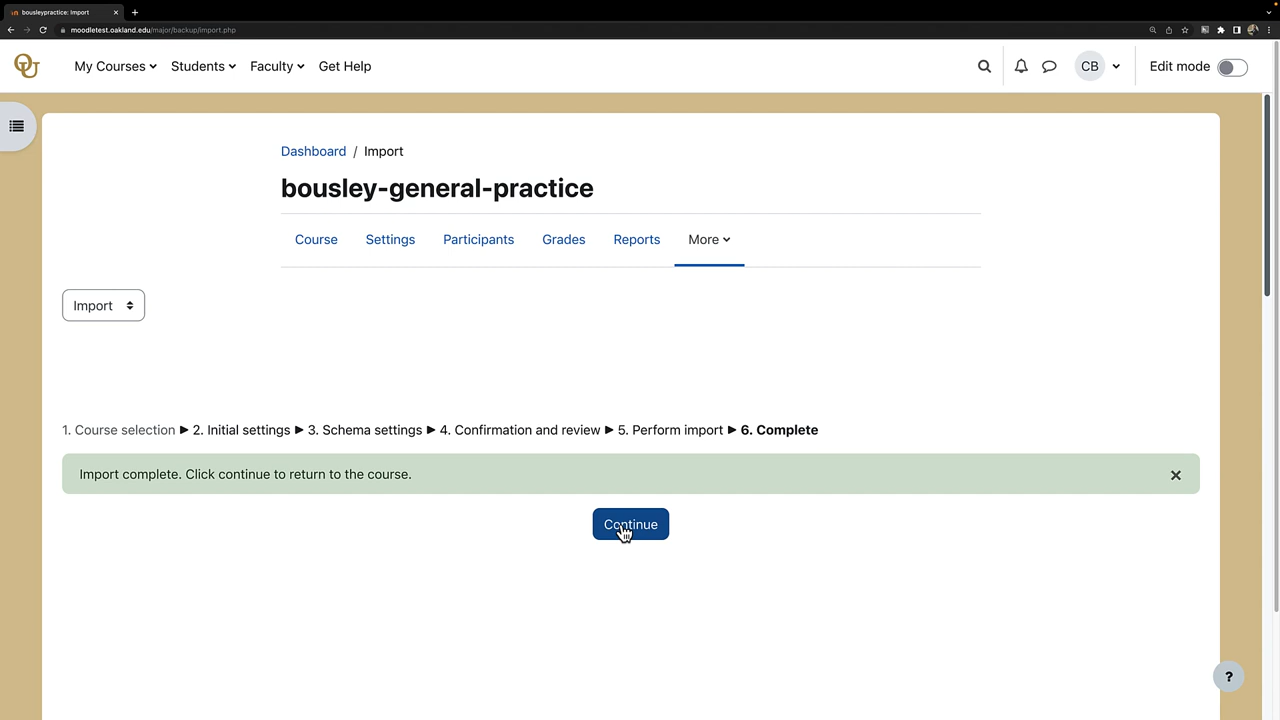 bousleypractice: Import
moodletest.oakland.edu/major/backup/import.php
OU My Courses Students Faculty Get Help CB Edit mode
Dashboard / Import
bousley-general-practice
Course Settings Participants Grades Reports More
Import
1. Course selection ► 2. Initial settings ► 3. Schema settings ► 4. Confirmation and review ► 5. Perform import ► 6. Complete
Import complete. Click continue to return to the course. ×
Continue
?